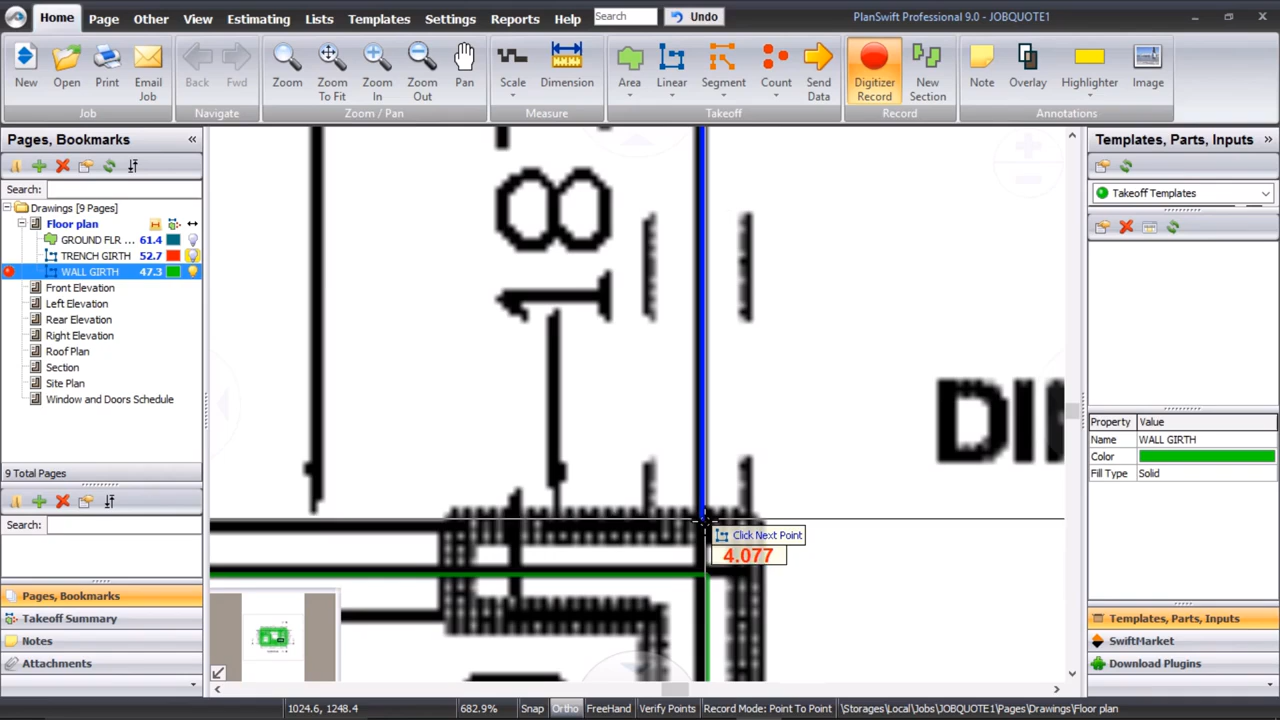 Home Page Other View Estimating Lists Templates Settings Reports Help Search Undo PlanSwift Professional 9.0 - JOBQUOTE1
New Open Print Email Job Back Fwd Zoom Zoom To Fit Zoom In Zoom Out Pan Scale Dimension Area Linear Segment Count Send Data Digitizer Record New Section Note Overlay Highlighter Image
Job Navigate Zoom / Pan Measure Takeoff Record Annotations
Pages, Bookmarks
Search:
Drawings [9 Pages]
Floor plan
GROUND FLR ... 61.4
TRENCH GIRTH 52.7
WALL GIRTH 47.3
Front Elevation
Left Elevation
Rear Elevation
Right Elevation
Roof Plan
Section
Site Plan
Window and Doors Schedule
9 Total Pages
Search:
Pages, Bookmarks
Takeoff Summary
Notes
Attachments
18
Click Next Point
4.077
Templates, Parts, Inputs
Takeoff Templates
Property Value
Name WALL GIRTH
Color
Fill Type Solid
Templates, Parts, Inputs
SwiftMarket
Download Plugins
1024.6, 1248.4 682.9% Snap Ortho FreeHand Verify Points Record Mode: Point To Point \Storages\Local\Jobs\JOBQUOTE1\Pages\Drawings\Floor plan